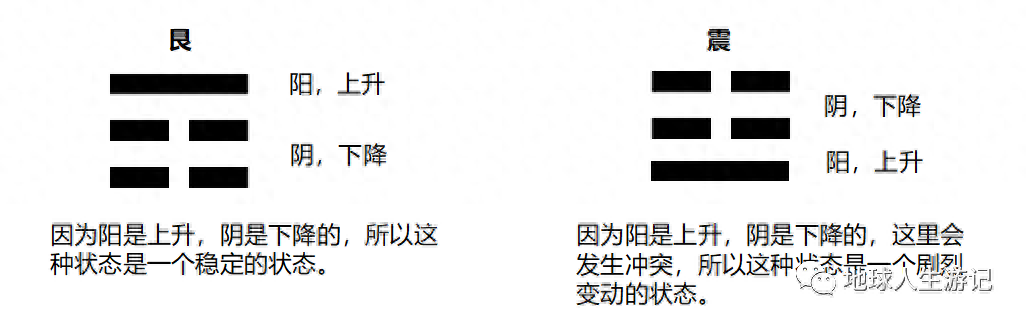 艮
阳，上升
阴，下降
因为阳是上升，阴是下降的，所以这
种状态是一个稳定的状态。
震
阴，下降
阳，上升
因为阳是上升，阴是下降的，这里会
发生冲突，所以这种状态是一个剧烈
变动的状态。
地球人生游记